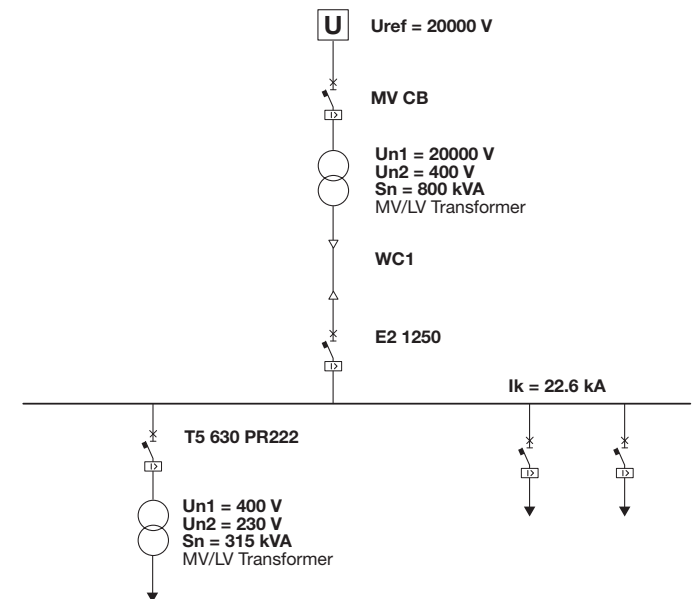 U
Uref = 20000 V
MV CB
I>
Un1 = 20000 V
Un2 = 400 V
Sn = 800 kVA
MV/LV Transformer
WC1
E2 1250
I>
Ik = 22.6 kA
T5 630 PR222
I>
I>
I>
Un1 = 400 V
Un2 = 230 V
Sn = 315 kVA
MV/LV Transformer